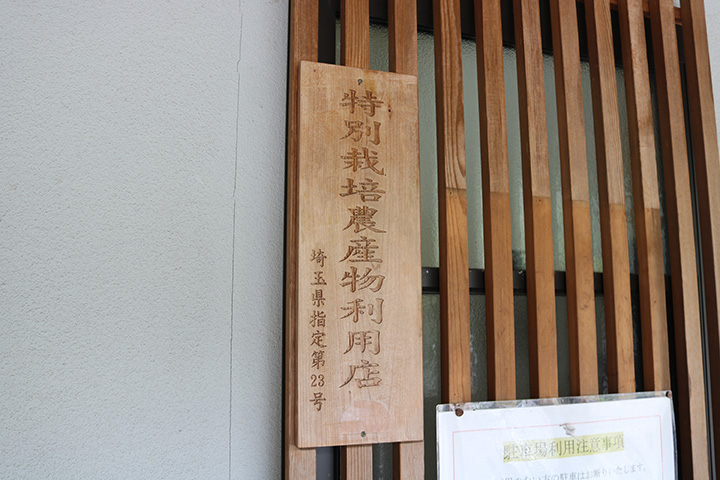 特別栽培農産物利用店
埼玉県指定第23号
駐車場利用注意事項